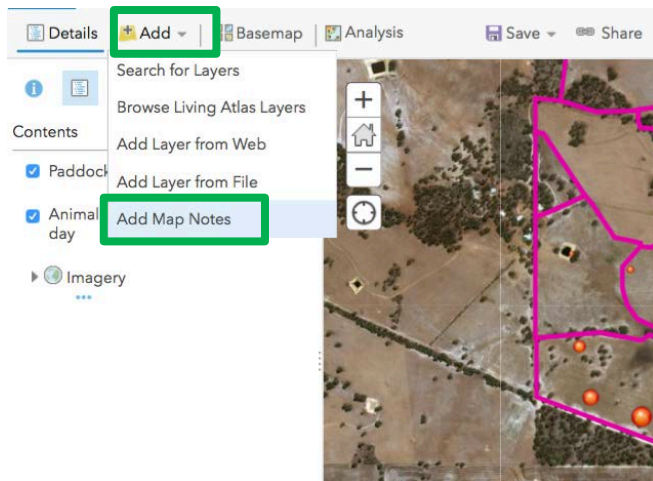 Details Add Basemap Analysis Save Share
Search for Layers
Browse Living Atlas Layers
Contents
Add Layer from Web
Paddock
Add Layer from File
Animal
day
Add Map Notes
Imagery